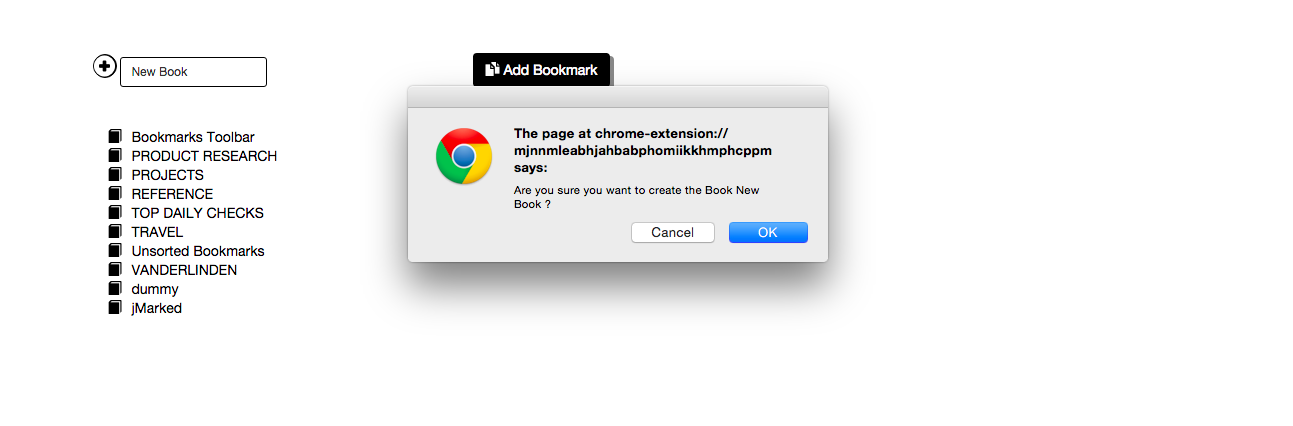 New Book
Add Bookmark
Bookmarks Toolbar
PRODUCT RESEARCH
PROJECTS
REFERENCE
TOP DAILY CHECKS
TRAVEL
Unsorted Bookmarks
VANDERLINDEN
dummy
jMarked
The page at chrome-extension://
mjnnmleabhjahbabphomiikkhmphcppm
says:
Are you sure you want to create the Book New
Book ?
Cancel
OK